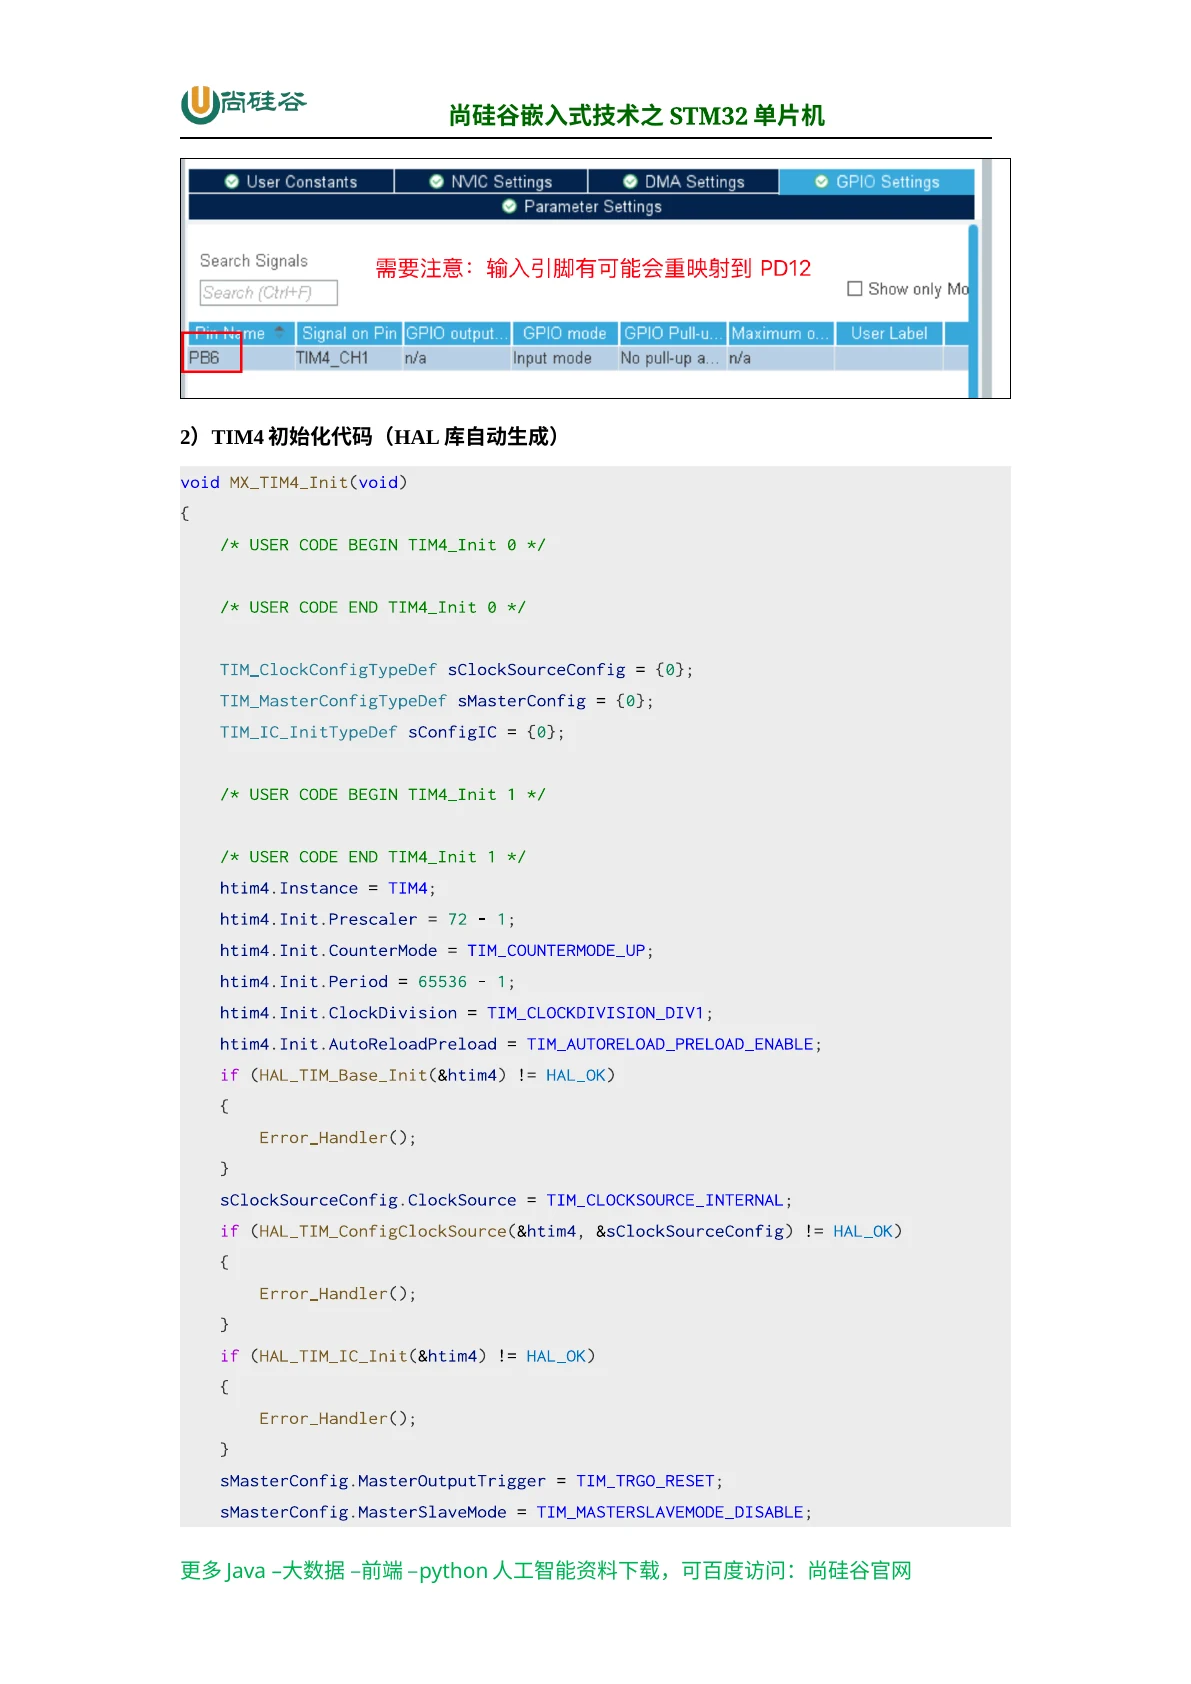 尚硅谷
尚硅谷嵌入式技术之 STM32 单片机
User Constants NVIC Settings DMA Settings GPIO Settings
Parameter Settings
Search Signals
需要注意：输入引脚有可能会重映射到 PD12
Search (Ctrl+F)
Show only Mo
Pin Name Signal on Pin GPIO output... GPIO mode GPIO Pull-u... Maximum o... User Label
PB6 TIM4_CH1 n/a Input mode No pull-up a... n/a
2）TIM4 初始化代码（HAL 库自动生成）
void MX_TIM4_Init(void)
{
/* USER CODE BEGIN TIM4_Init 0 */
/* USER CODE END TIM4_Init 0 */
TIM_ClockConfigTypeDef sClockSourceConfig = {0};
TIM_MasterConfigTypeDef sMasterConfig = {0};
TIM_IC_InitTypeDef sConfigIC = {0};
/* USER CODE BEGIN TIM4_Init 1 */
/* USER CODE END TIM4_Init 1 */
htim4.Instance = TIM4;
htim4.Init.Prescaler = 72 - 1;
htim4.Init.CounterMode = TIM_COUNTERMODE_UP;
htim4.Init.Period = 65536 - 1;
htim4.Init.ClockDivision = TIM_CLOCKDIVISION_DIV1;
htim4.Init.AutoReloadPreload = TIM_AUTORELOAD_PRELOAD_ENABLE;
if (HAL_TIM_Base_Init(&htim4) != HAL_OK)
{
Error_Handler();
}
sClockSourceConfig.ClockSource = TIM_CLOCKSOURCE_INTERNAL;
if (HAL_TIM_ConfigClockSource(&htim4, &sClockSourceConfig) != HAL_OK)
{
Error_Handler();
}
if (HAL_TIM_IC_Init(&htim4) != HAL_OK)
{
Error_Handler();
}
sMasterConfig.MasterOutputTrigger = TIM_TRGO_RESET;
sMasterConfig.MasterSlaveMode = TIM_MASTERSLAVEMODE_DISABLE;
更多 Java –大数据 –前端 –python 人工智能资料下载，可百度访问：尚硅谷官网